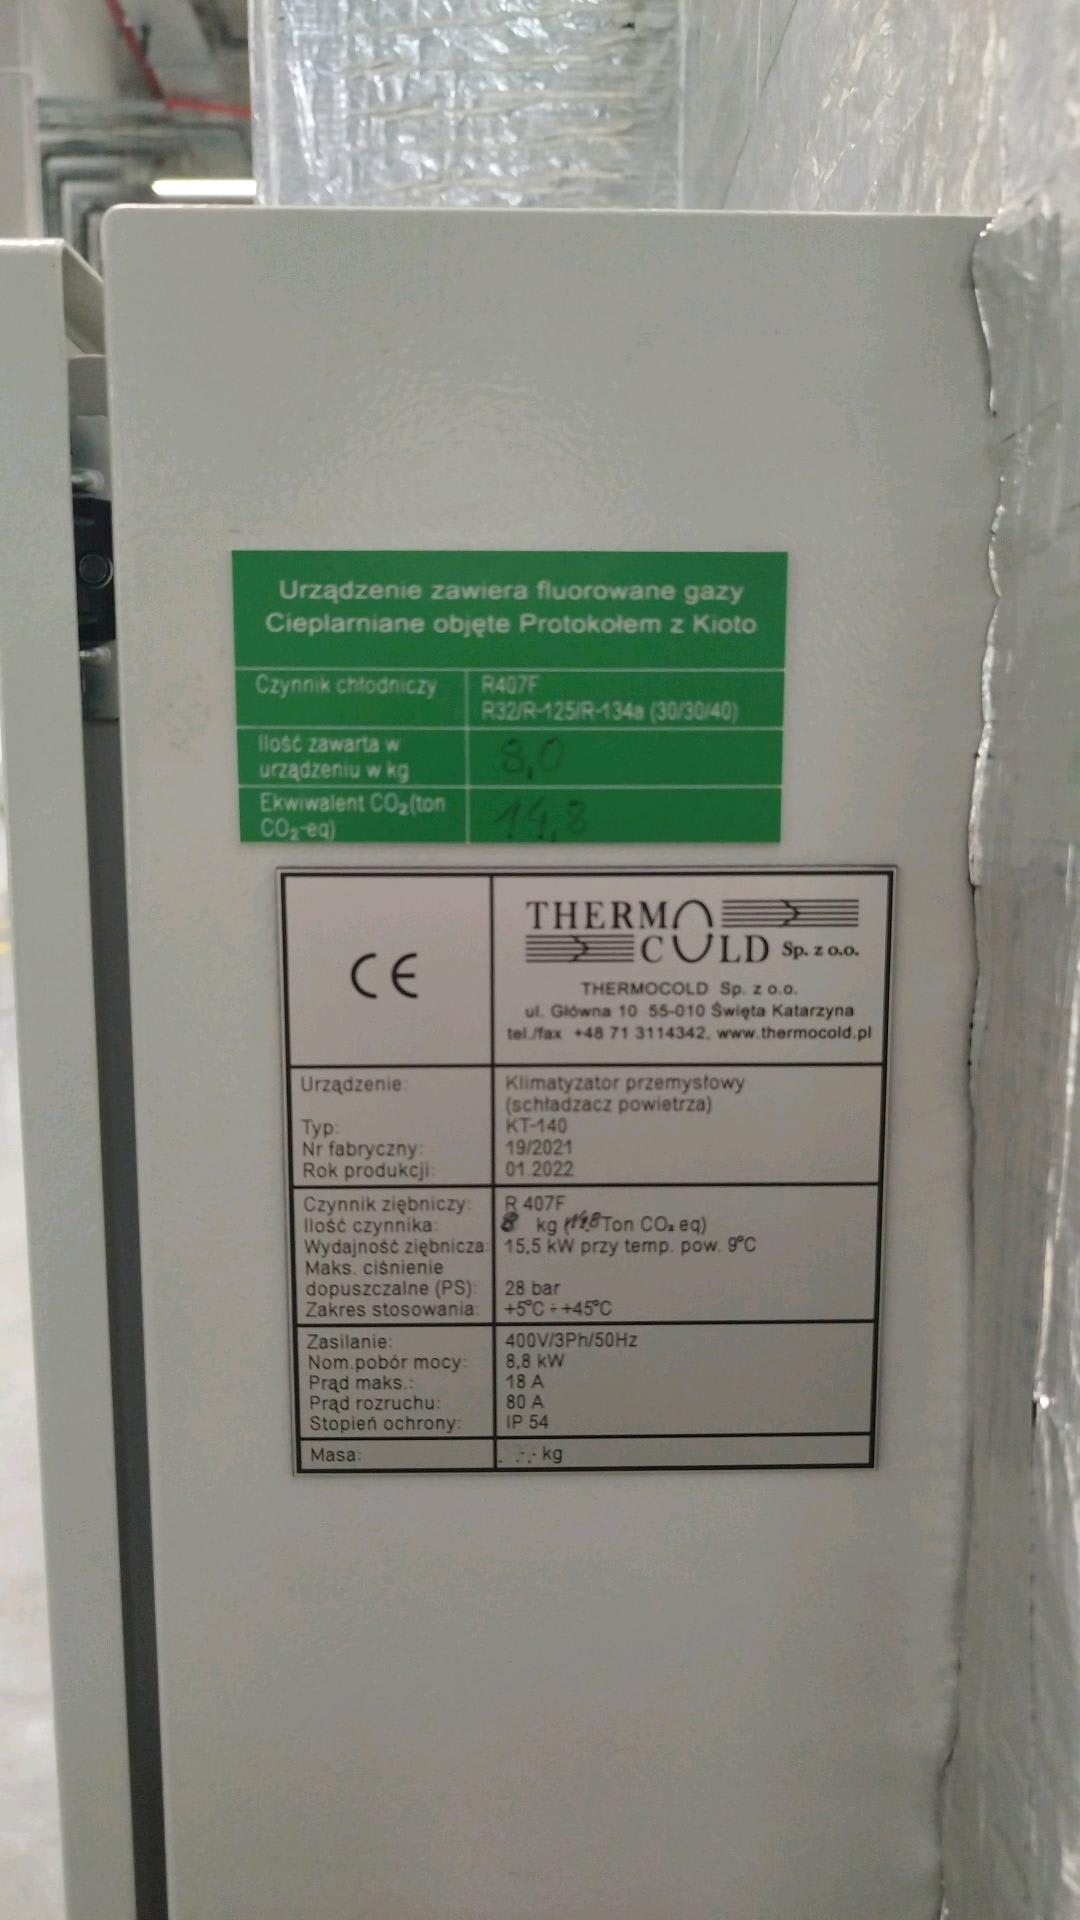 Urządzenie zawiera fluorowane gazy
Cieplarniane objęte Protokołem z Kioto
Czynnik chłodniczy R407F
R32/R-125/R-134a (30/30/40)
Ilość zawarta w urządzeniu w kg 8,0
Ekwiwalent CO₂(ton CO₂-eq) 14,8
CE
THERMO
COLD Sp. z o.o.
THERMOCOLD Sp. z o.o.
ul. Główna 10 55-010 Święta Katarzyna
tel./fax +48 71 3114342, www.thermocold.pl
Urządzenie: Klimatyzator przemysłowy
(schładzacz powietrza)
Typ: KT-140
Nr fabryczny: 19/2021
Rok produkcji: 01.2022
Czynnik ziębniczy: R 407F
Ilość czynnika: 8 kg (14,8 Ton CO₂ eq)
Wydajność ziębnicza: 15,5 kW przy temp. pow. 9°C
Maks. ciśnienie
dopuszczalne (PS): 28 bar
Zakres stosowania: +5°C ÷ +45°C
Zasilanie: 400V/3Ph/50Hz
Nom.pobór mocy: 8,8 kW
Prąd maks.: 18 A
Prąd rozruchu: 80 A
Stopień ochrony: IP 54
Masa: kg